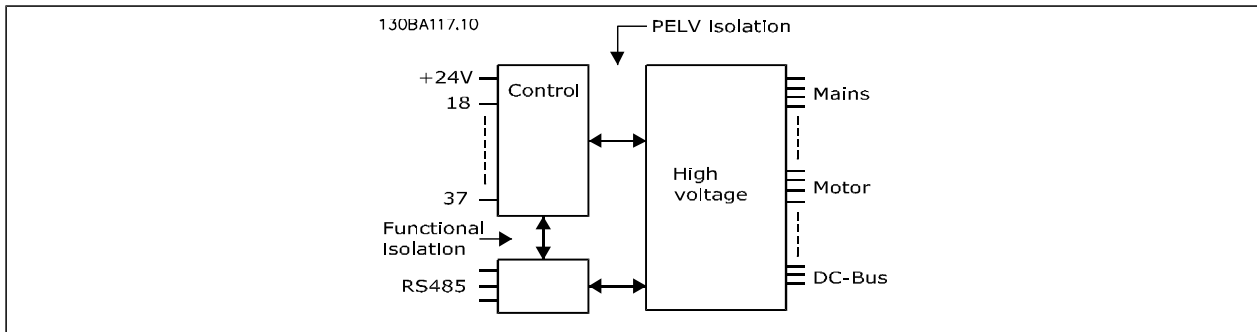 130BA117.10
PELV Isolation
+24V
18
37
Control
High
voltage
Mains
Motor
DC-Bus
Functional
isolation
RS485